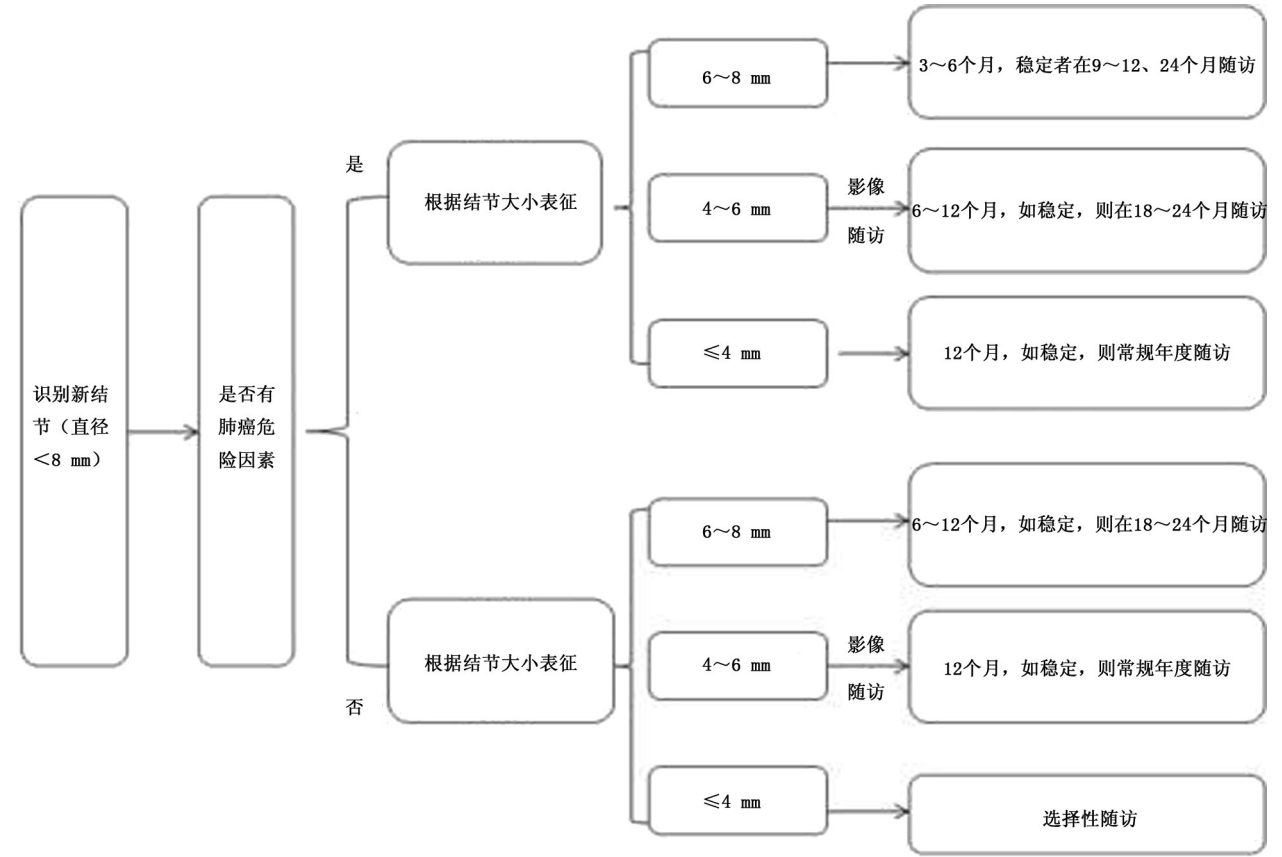 识别新结
节（直径
＜8 mm）
是否有
肺癌危
险因素
是
根据结节大小表征
6～8 mm
3～6个月，稳定者在9～12、24个月随访
4～6 mm
影像
随访
6～12个月，如稳定，则在18～24个月随访
≤4 mm
12个月，如稳定，则常规年度随访
否
根据结节大小表征
6～8 mm
6～12个月，如稳定，则在18～24个月随访
4～6 mm
影像
随访
12个月，如稳定，则常规年度随访
≤4 mm
选择性随访